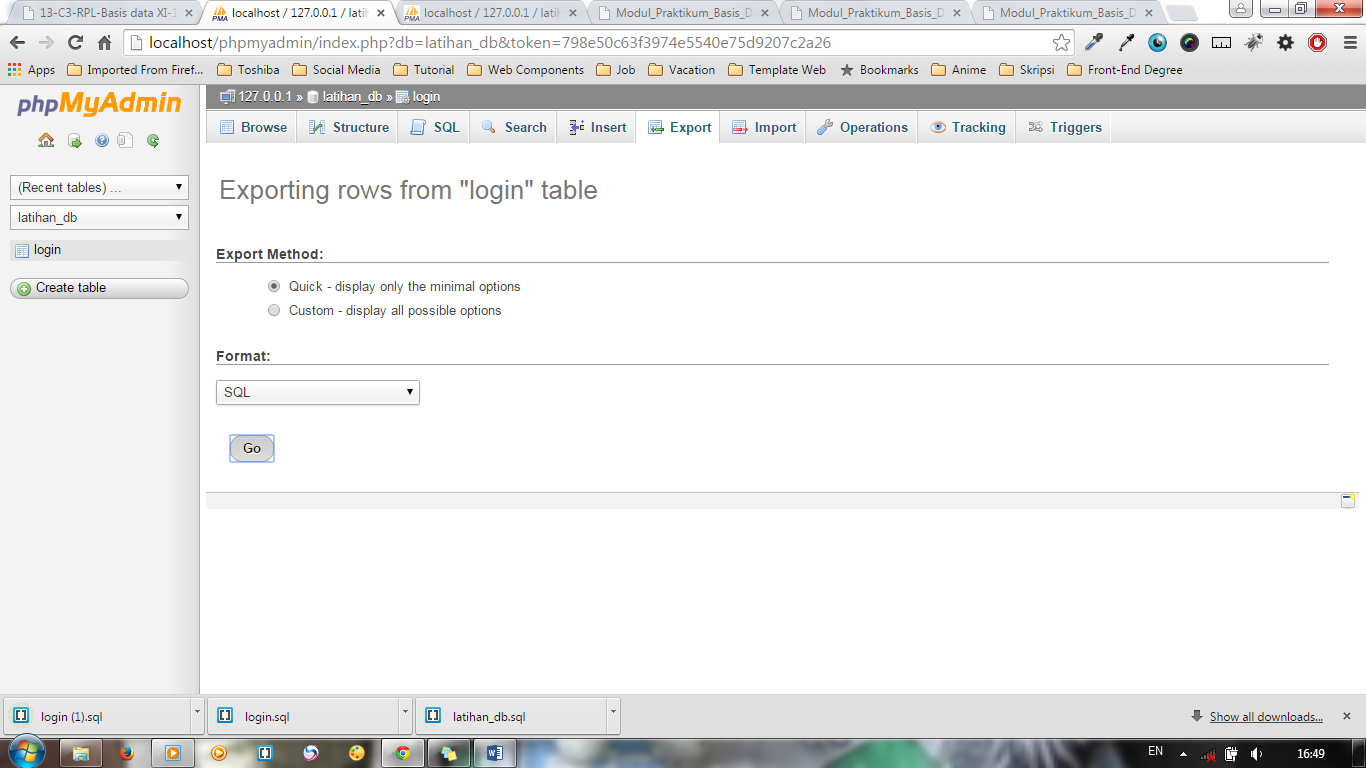 13-C3-RPL-Basis data XI-1
localhost / 127.0.0.1 / latih
localhost / 127.0.0.1 / latih
Modul_Praktikum_Basis_D
Modul_Praktikum_Basis_D
Modul_Praktikum_Basis_D
localhost/phpmyadmin/index.php?db=latihan_db&token=798e50c63f3974e5540e75d9207c2a26
Apps Imported From Firef... Toshiba Social Media Tutorial Web Components Job Vacation Template Web Bookmarks Anime Skripsi Front-End Degree
phpMyAdmin
(Recent tables) ...
latihan_db
login
Create table
127.0.0.1 » latihan_db » login
Browse Structure SQL Search Insert Export Import Operations Tracking Triggers
Exporting rows from "login" table
Export Method:
Quick - display only the minimal options
Custom - display all possible options
Format:
SQL
Go
login (1).sql
login.sql
latihan_db.sql
Show all downloads...
EN
16:49